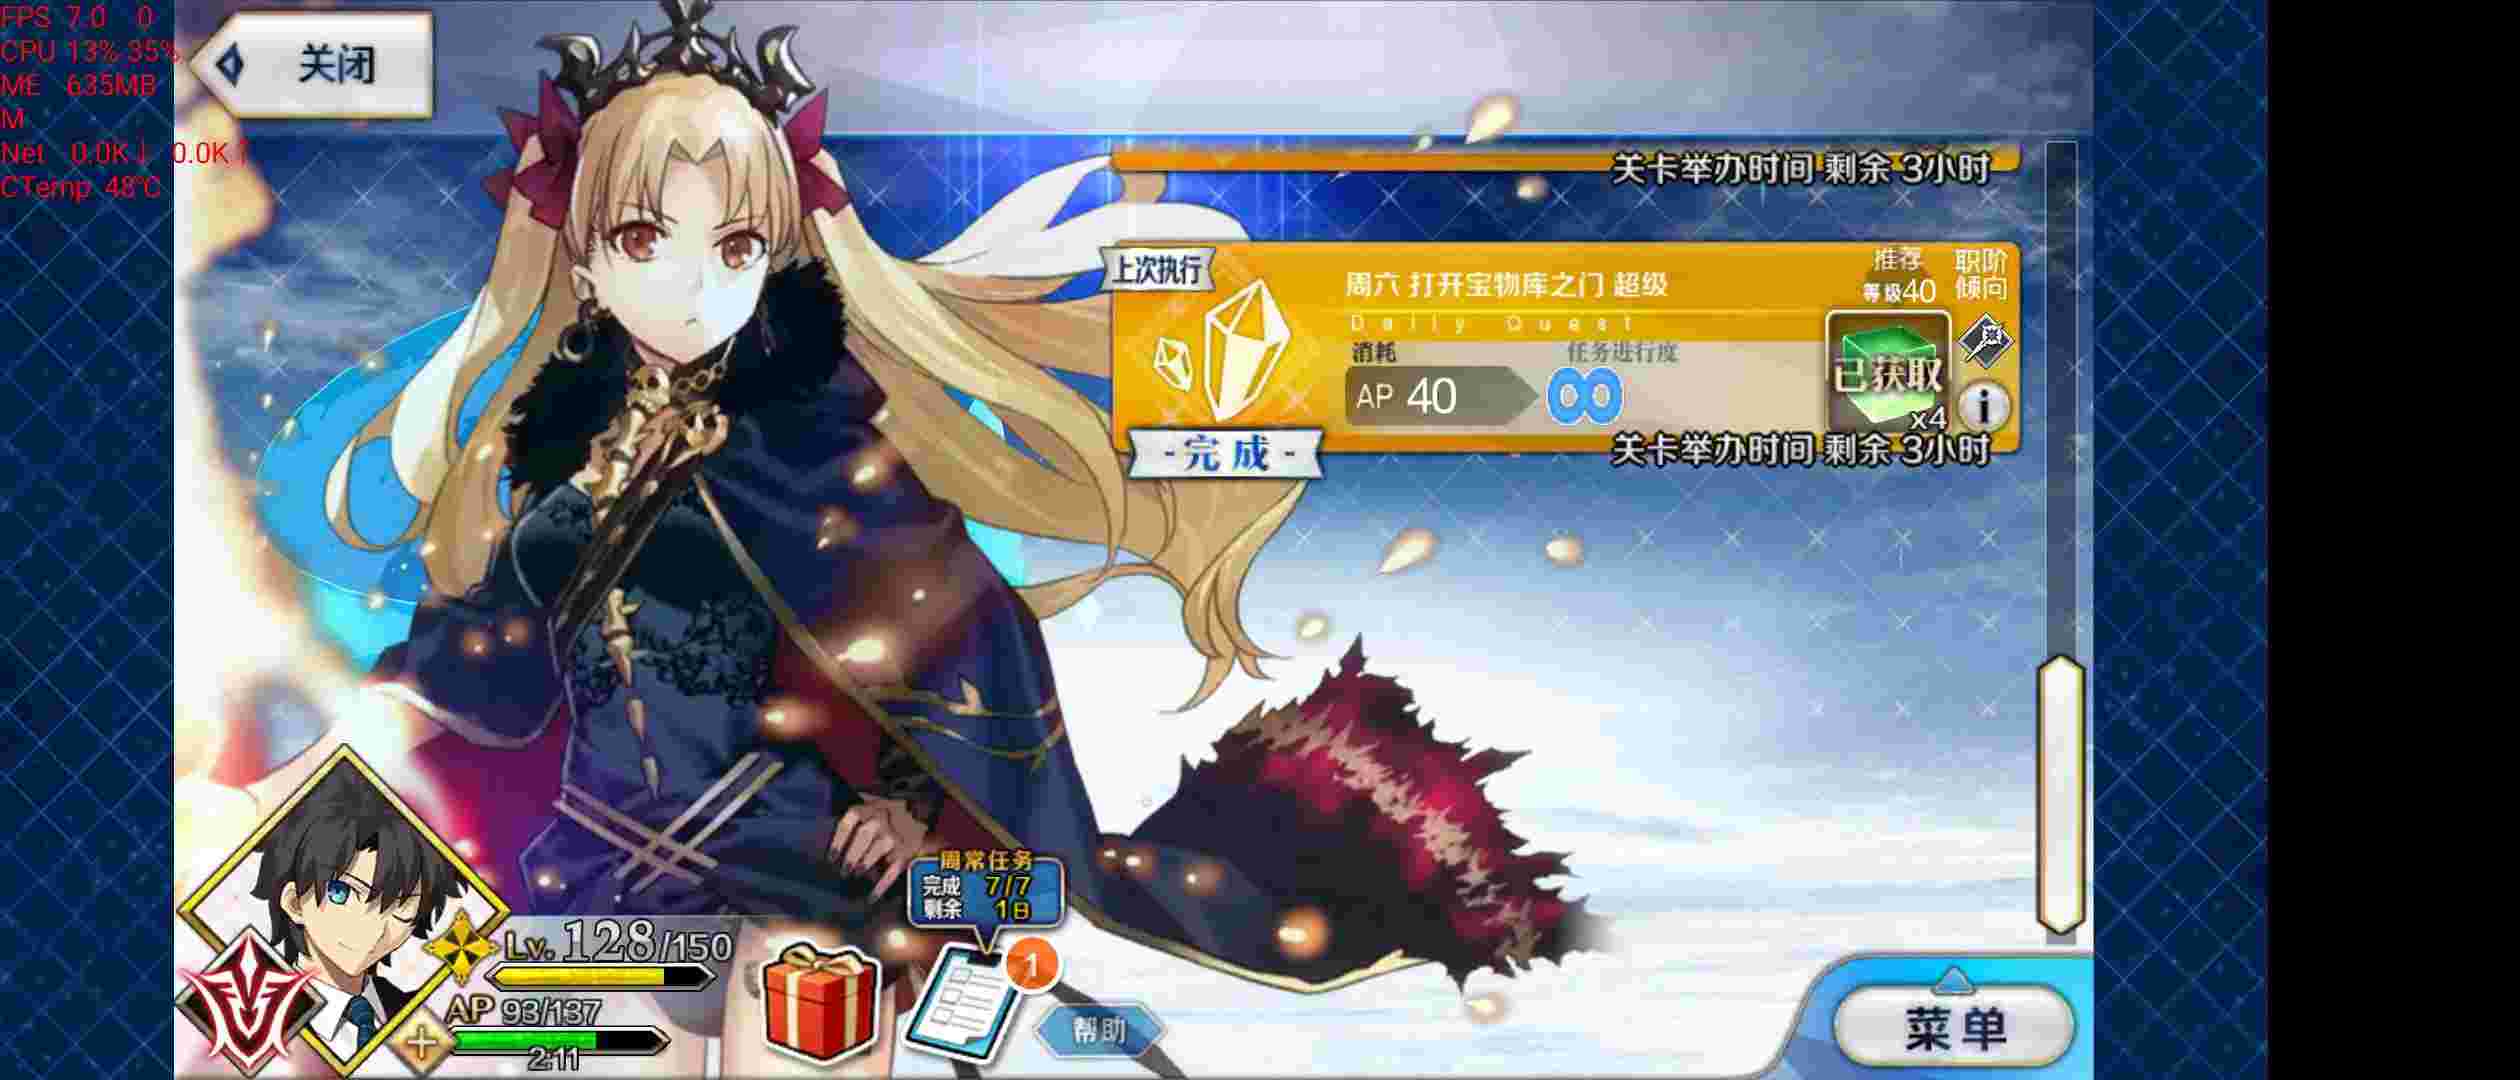 FPS 7.0 0
CPU 13% 35%
ME 635MB
M
Net 0.0K↓ 0.0K↑
CTemp 48°C
关闭
关卡举办时间 剩余 3小时
上次执行
周六 打开宝物库之门 超级
Daily Quest
推荐
等级40
职阶
倾向
消耗
任务进行度
AP 40
∞
已获取
x4
i
-完成-
关卡举办时间 剩余 3小时
周常任务
完成 7/7
剩余 1日
1
Lv. 128/150
AP 93/137
2:11
帮助
菜单